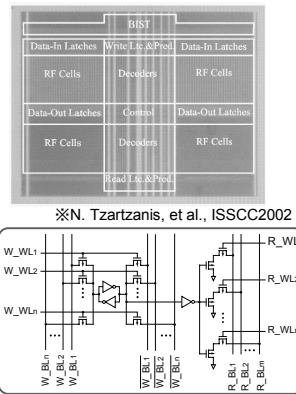 BIST
Data-In Latches Write Ltc.&Pred. Data-In Latches
RF Cells Decoders RF Cells
Data-Out Latches Control Data-Out Latches
RF Cells Decoders RF Cells
Read Ltc.&Pred.
※N. Tzartzanis, et al., ISSCC2002
W_WL1
W_WL2
W_WLn
R_WL
R_WL2
R_WL
W_BLn
W_BL2
W_BL1
W_BL1
W_BL2
W_BLn
R_BL1
R_BL2
R_BLm